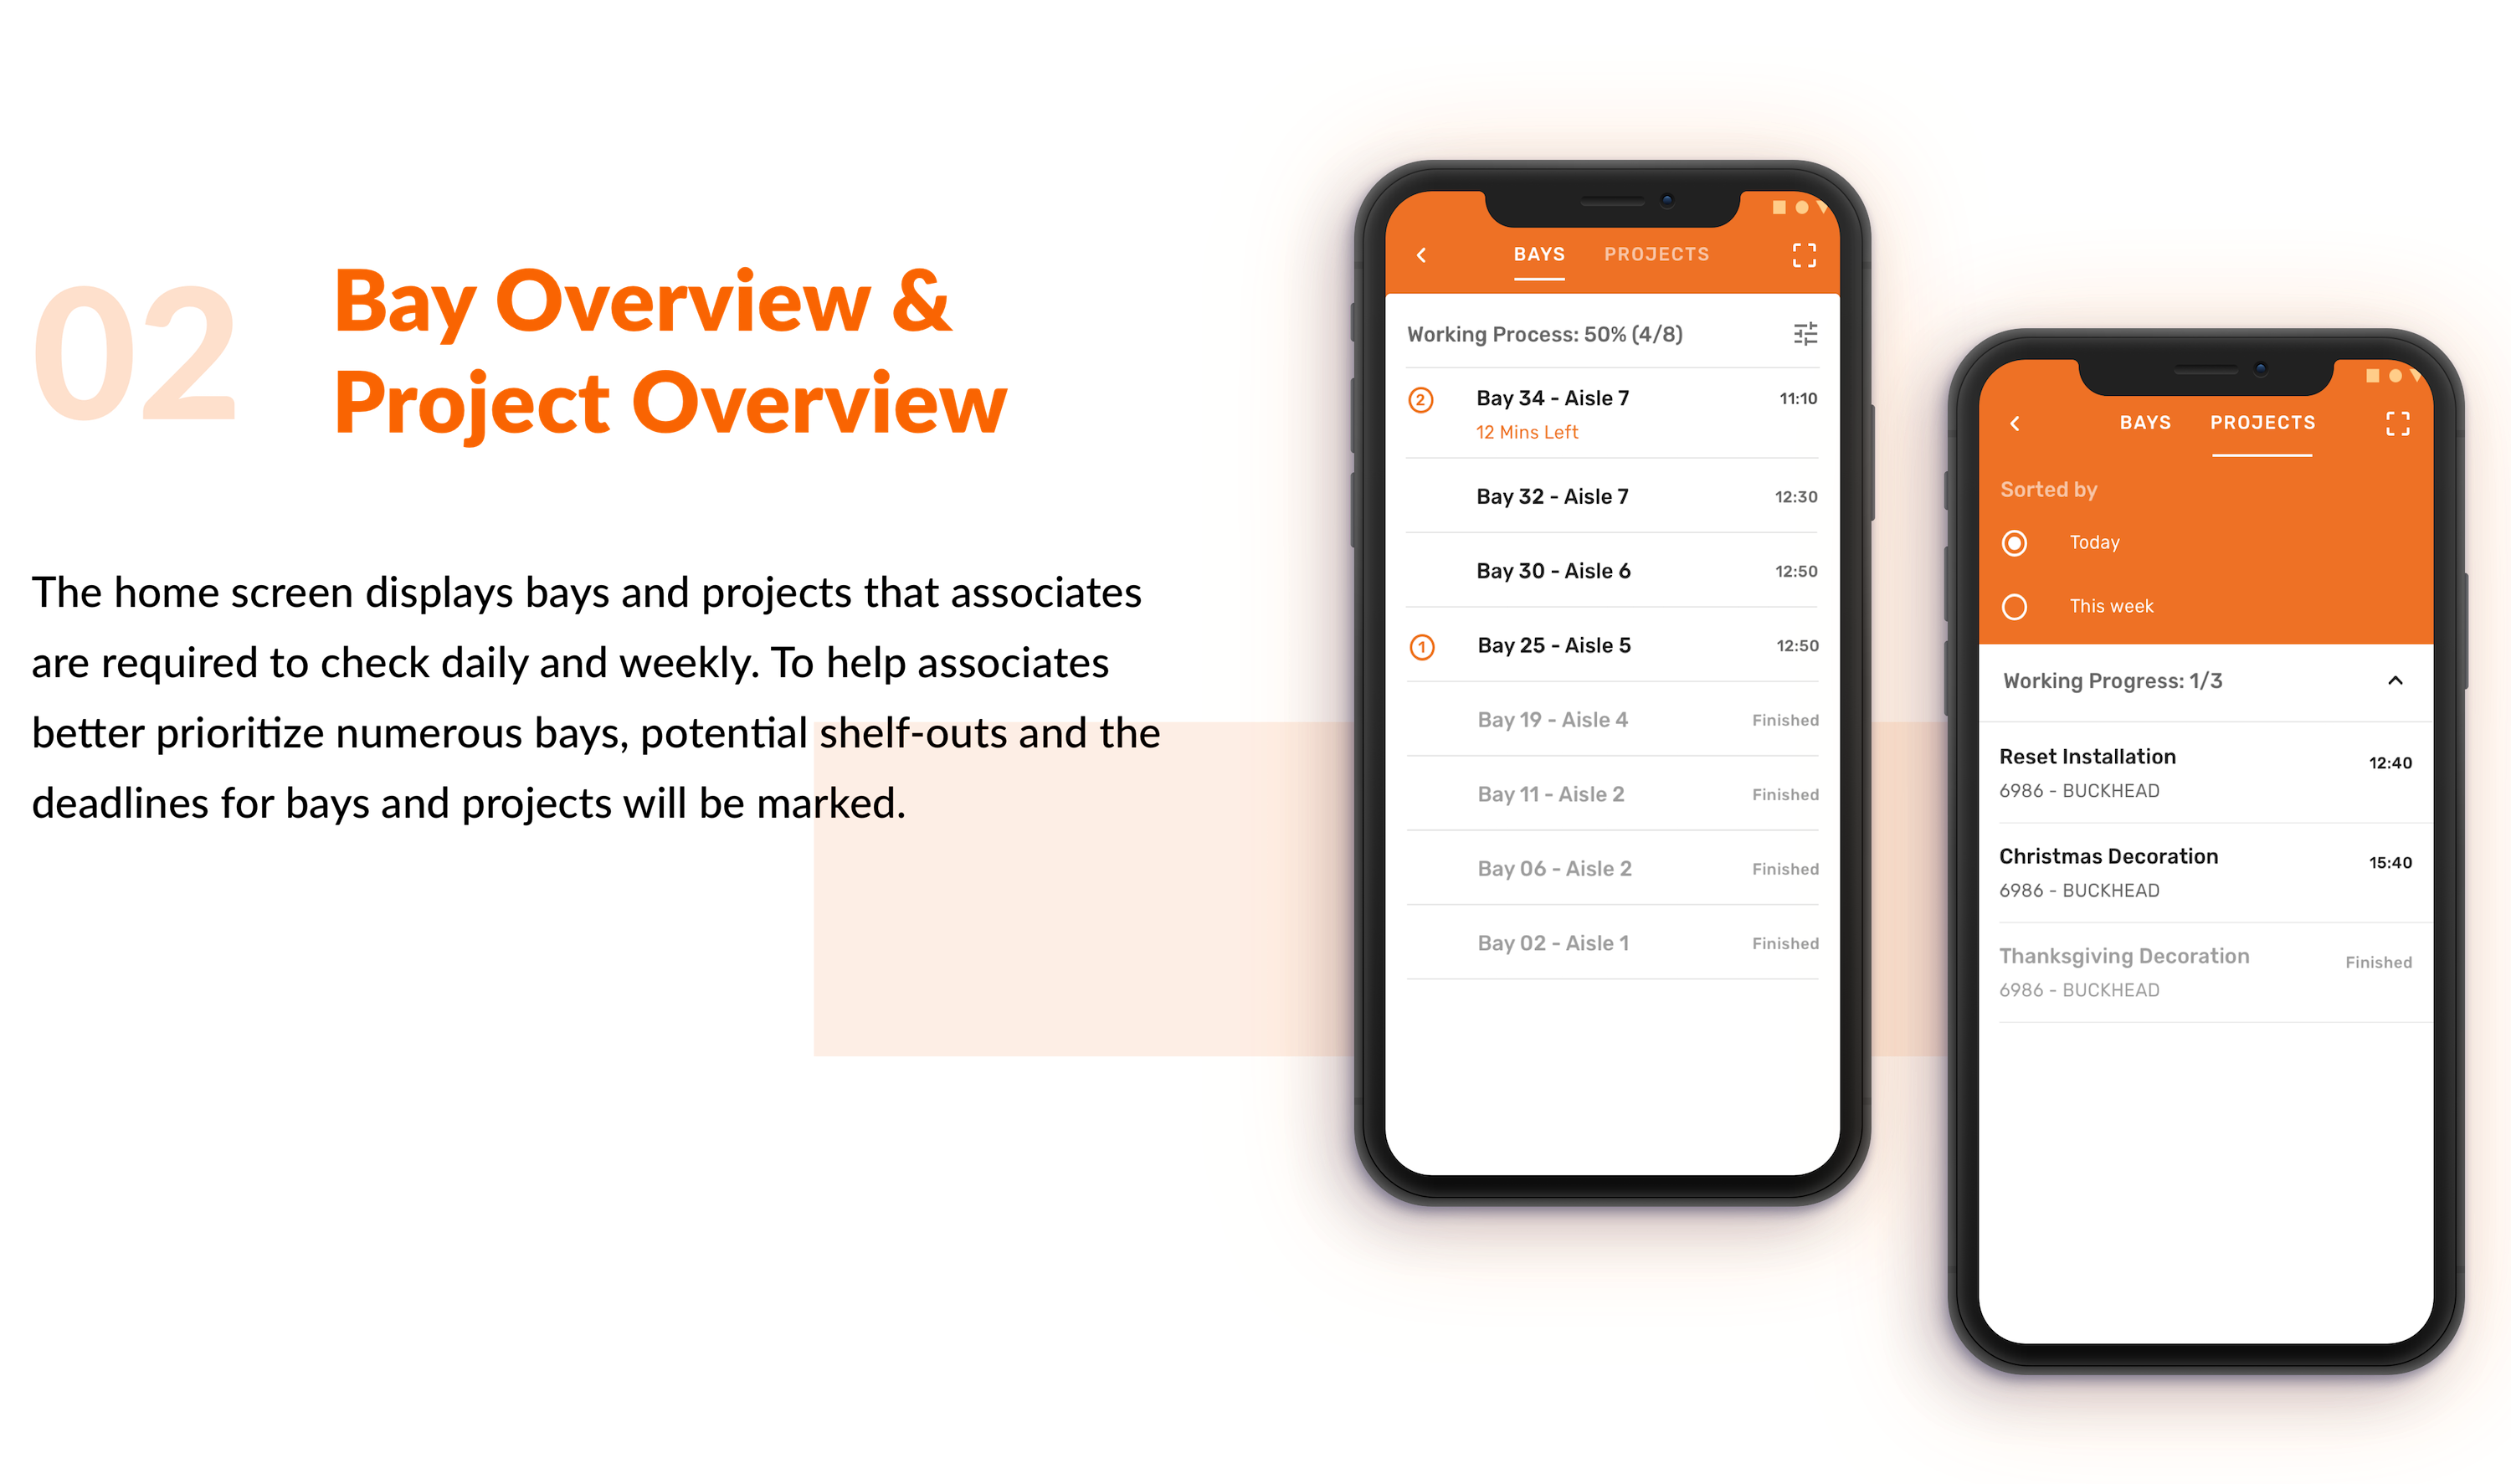 02
Bay Overview &
Project Overview
The home screen displays bays and projects that associates
are required to check daily and weekly. To help associates
better prioritize numerous bays, potential shelf-outs and the
deadlines for bays and projects will be marked.
BAYS PROJECTS
Working Process: 50% (4/8)
2 Bay 34 - Aisle 7 11:10
12 Mins Left
Bay 32 - Aisle 7 12:30
Bay 30 - Aisle 6 12:50
1 Bay 25 - Aisle 5 12:50
Bay 19 - Aisle 4 Finished
Bay 11 - Aisle 2 Finished
Bay 06 - Aisle 2 Finished
Bay 02 - Aisle 1 Finished
BAYS PROJECTS
Sorted by
Today
This week
Working Progress: 1/3
Reset Installation 12:40
6986 - BUCKHEAD
Christmas Decoration 15:40
6986 - BUCKHEAD
Thanksgiving Decoration Finished
6986 - BUCKHEAD